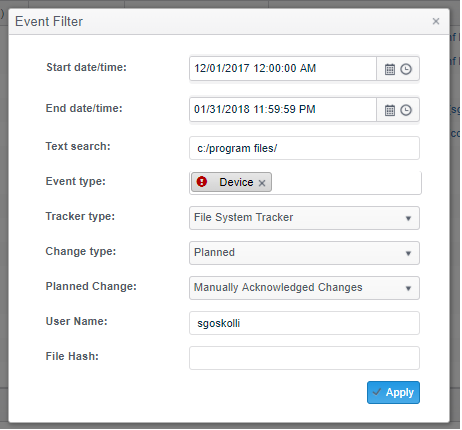 Event Filter ×
Start date/time: 12/01/2017 12:00:00 AM
End date/time: 01/31/2018 11:59:59 PM
Text search: c:/program files/
Event type: Device ×
Tracker type: File System Tracker
Change type: Planned
Planned Change: Manually Acknowledged Changes
User Name: sgoskolli
File Hash:
Apply